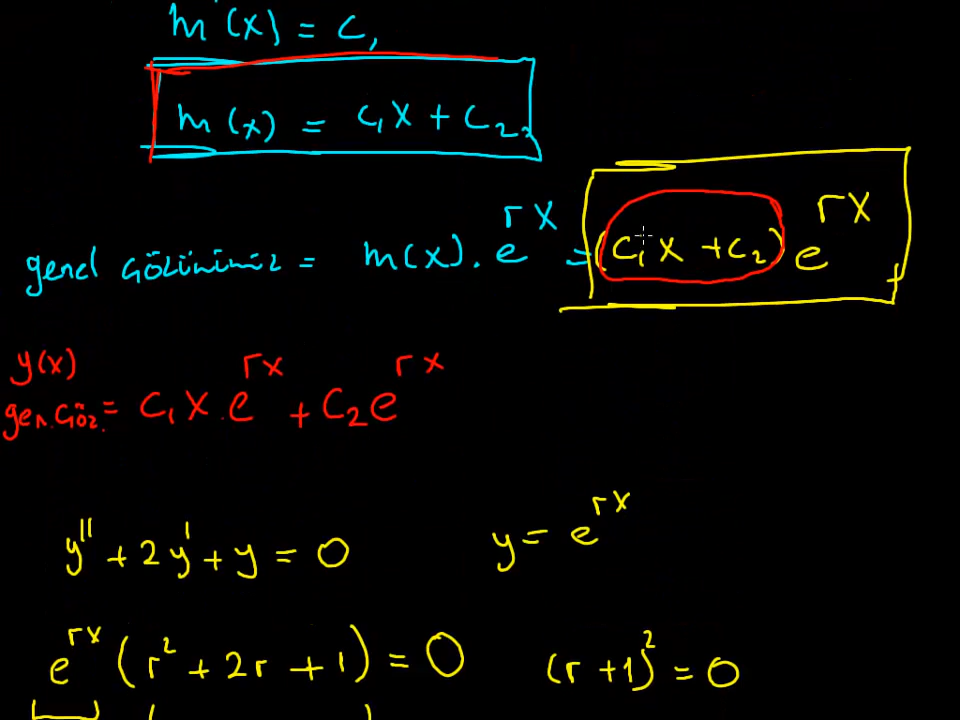 m'(x) = c₁
m(x) = c₁x + c₂
genel çözümümüz = m(x) . e^rx = (c₁x + c₂) e^rx
y(x)
gen. çöz. = c₁x . e^rx + c₂e^rx
y'' + 2y' + y = 0 y = e^rx
e^rx (r² + 2r + 1) = 0 (r + 1)² = 0